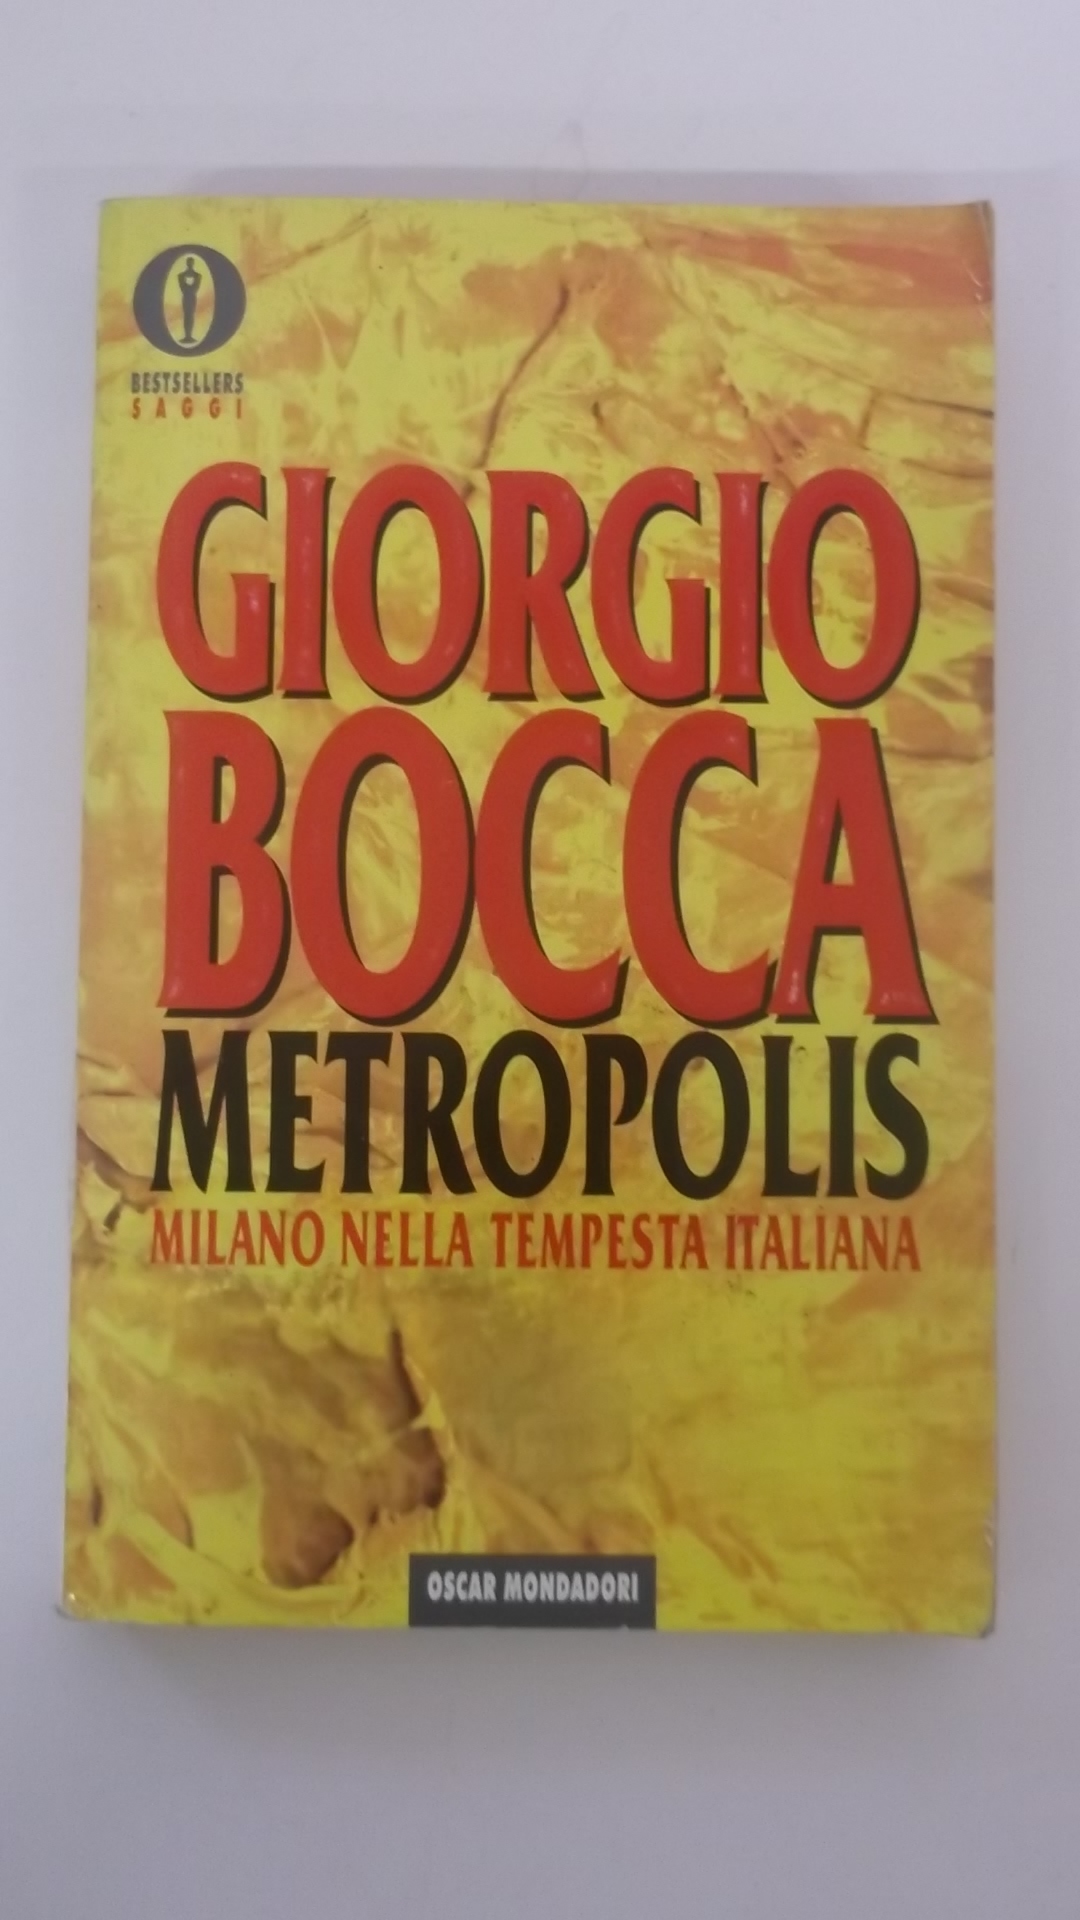 BESTSELLERS
SAGGI
GIORGIO
BOCCA
METROPOLIS
MILANO NELLA TEMPESTA ITALIANA
OSCAR MONDADORI